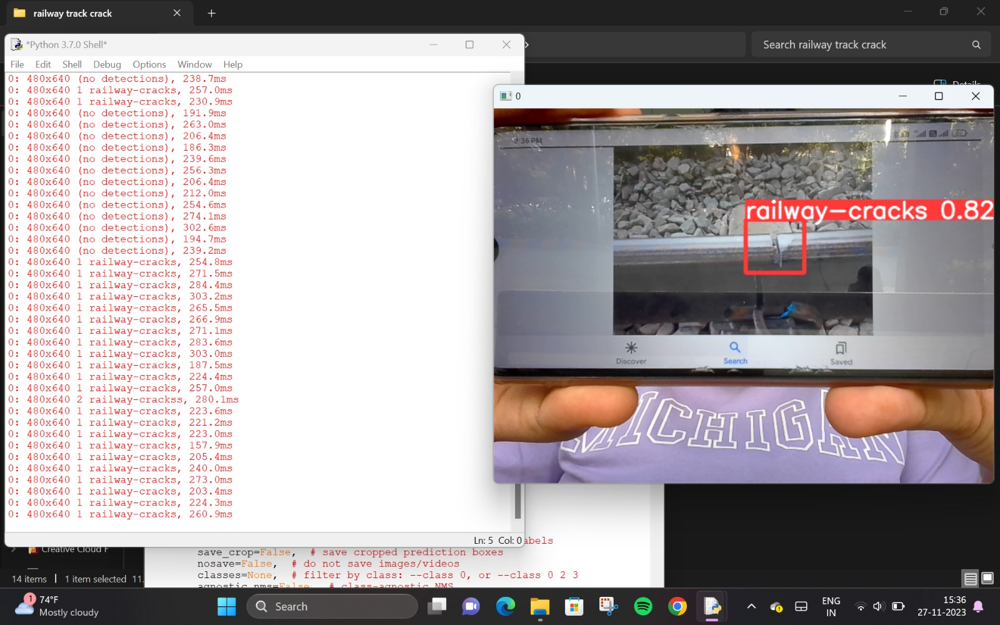 railway track crack
Search railway track crack
*Python 3.7.0 Shell*
File Edit Shell Debug Options Window Help
Details
0: 480x640 (no detections), 238.7ms
0: 480x640 1 railway-cracks, 257.0ms
0: 480x640 1 railway-cracks, 230.9ms
0: 480x640 (no detections), 191.9ms
0: 480x640 (no detections), 263.0ms
0: 480x640 (no detections), 206.4ms
0: 480x640 (no detections), 186.3ms
0: 480x640 (no detections), 239.6ms
0: 480x640 (no detections), 256.3ms
0: 480x640 (no detections), 206.4ms
0: 480x640 (no detections), 212.0ms
0: 480x640 (no detections), 254.6ms
0: 480x640 (no detections), 274.1ms
0: 480x640 (no detections), 302.6ms
0: 480x640 (no detections), 194.7ms
0: 480x640 (no detections), 239.2ms
0: 480x640 1 railway-cracks, 254.8ms
0: 480x640 1 railway-cracks, 271.5ms
0: 480x640 1 railway-cracks, 284.4ms
0: 480x640 1 railway-cracks, 303.2ms
0: 480x640 1 railway-cracks, 265.5ms
0: 480x640 1 railway-cracks, 266.9ms
0: 480x640 1 railway-cracks, 271.1ms
0: 480x640 1 railway-cracks, 283.6ms
0: 480x640 1 railway-cracks, 303.0ms
0: 480x640 1 railway-cracks, 187.5ms
0: 480x640 1 railway-cracks, 224.4ms
0: 480x640 1 railway-cracks, 257.0ms
0: 480x640 2 railway-crackss, 280.1ms
0: 480x640 1 railway-cracks, 223.6ms
0: 480x640 1 railway-cracks, 221.2ms
0: 480x640 1 railway-cracks, 223.0ms
0: 480x640 1 railway-cracks, 157.9ms
0: 480x640 1 railway-cracks, 205.4ms
0: 480x640 1 railway-cracks, 240.0ms
0: 480x640 1 railway-cracks, 273.0ms
0: 480x640 1 railway-cracks, 203.4ms
0: 480x640 1 railway-cracks, 224.3ms
0: 480x640 1 railway-cracks, 260.9ms
Ln: 5 Col: 0
0
:36 PM
railway-cracks 0.82
Discover Search Saved
MICHIGAN
abels
save_crop=False, # save cropped prediction boxes
nosave=False, # do not save images/videos
classes=None, # filter by class: --class 0, or --class 0 2 3
agnostic_nms=False, # class-agnostic NMS
Creative Cloud F
14 items 1 item selected 11.
1
74°F
Mostly cloudy
Search
ENG
IN
15:36
27-11-2023